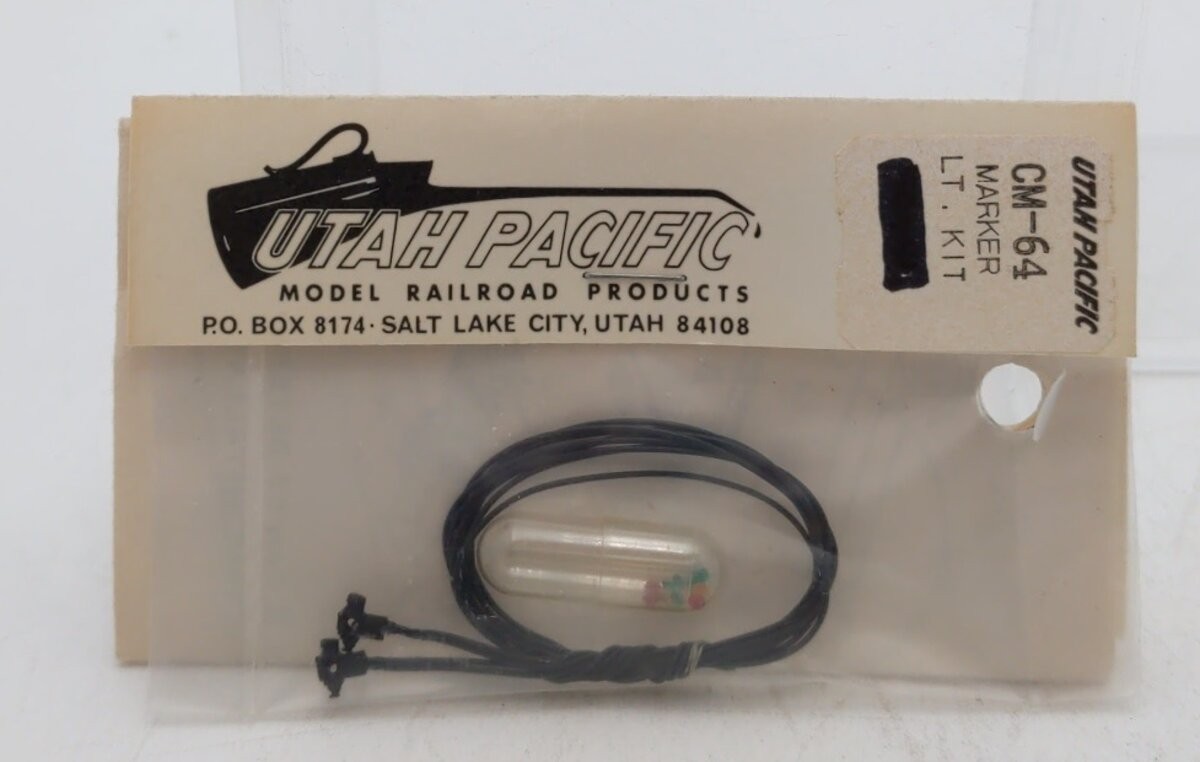 UTAH PACIFIC
MODEL RAILROAD PRODUCTS
P.O. BOX 8174 · SALT LAKE CITY, UTAH 84108
UTAH PACIFIC
CM-64
MARKER
LT. KIT